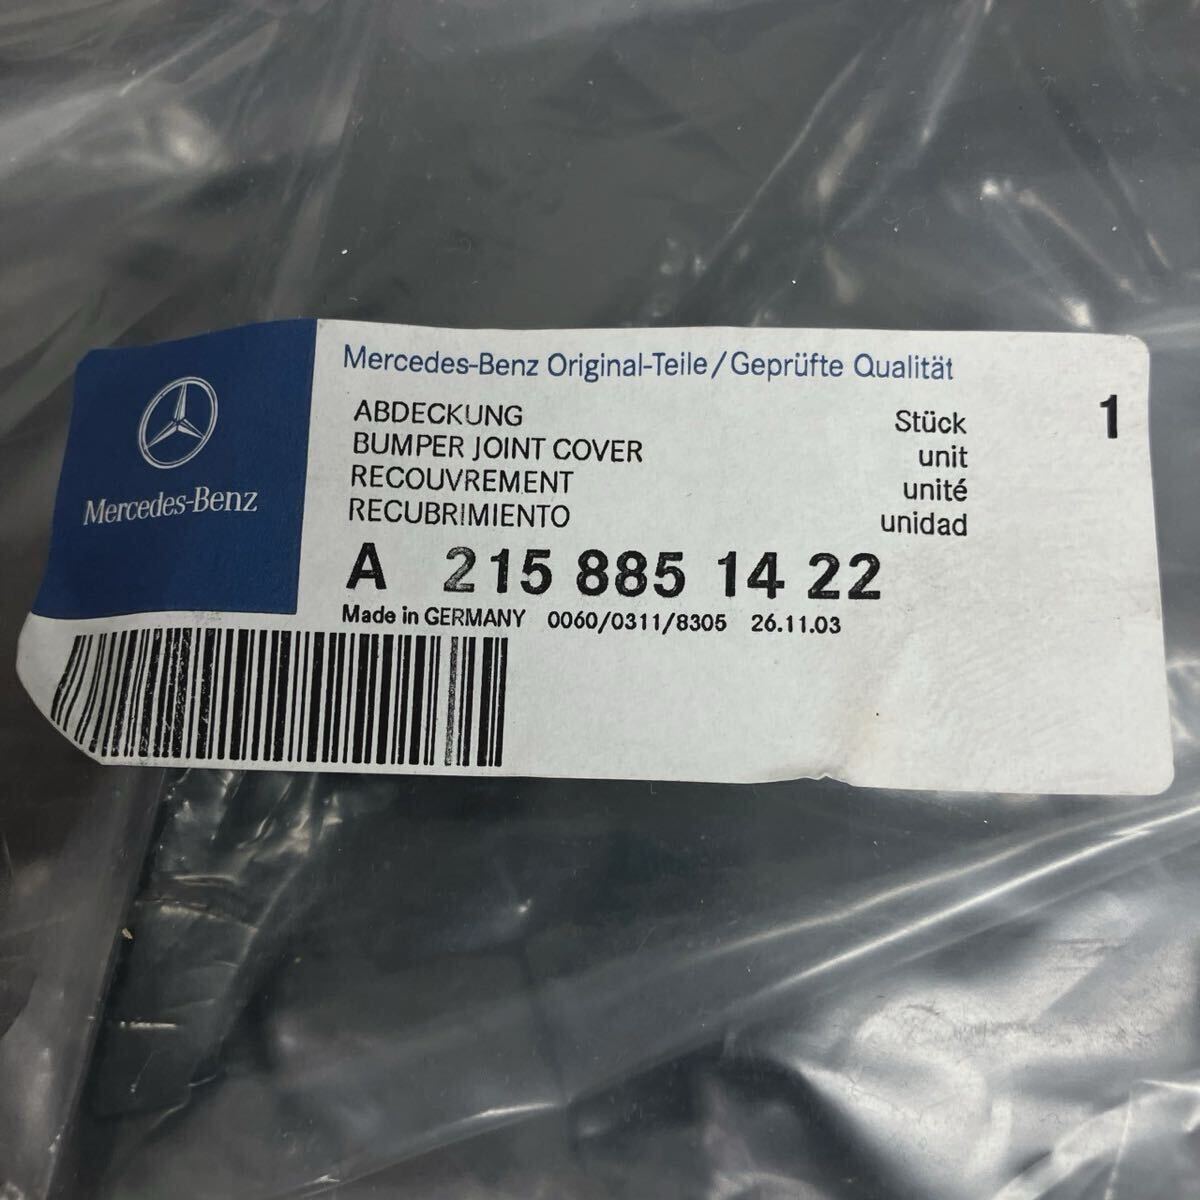 Mercedes-Benz
Mercedes-Benz Original-Teile/Geprüfte Qualität
ABDECKUNG Stück 1
BUMPER JOINT COVER unit
RECOUVREMENT unité
RECUBRIMIENTO unidad
A 215 885 14 22
Made in GERMANY 0060/0311/8305 26.11.03